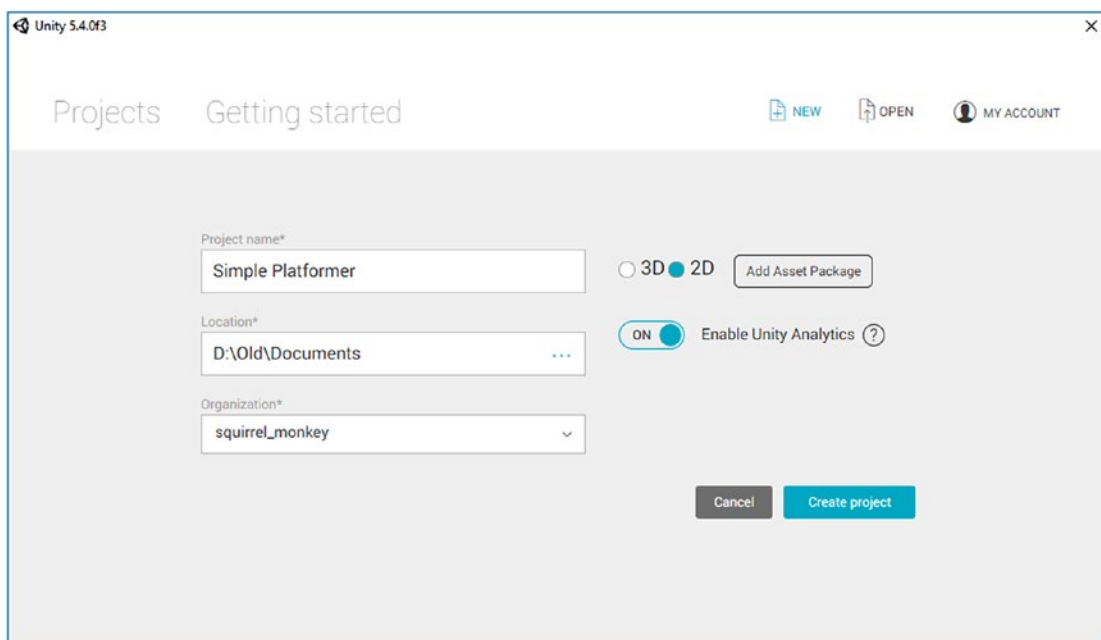 Unity 5.4.0f3
Projects Getting started NEW OPEN MY ACCOUNT
Project name*
Simple Platformer
3D 2D Add Asset Package
Location*
D:\Old\Documents ...
ON Enable Unity Analytics ?
Organization*
squirrel_monkey
Cancel Create project